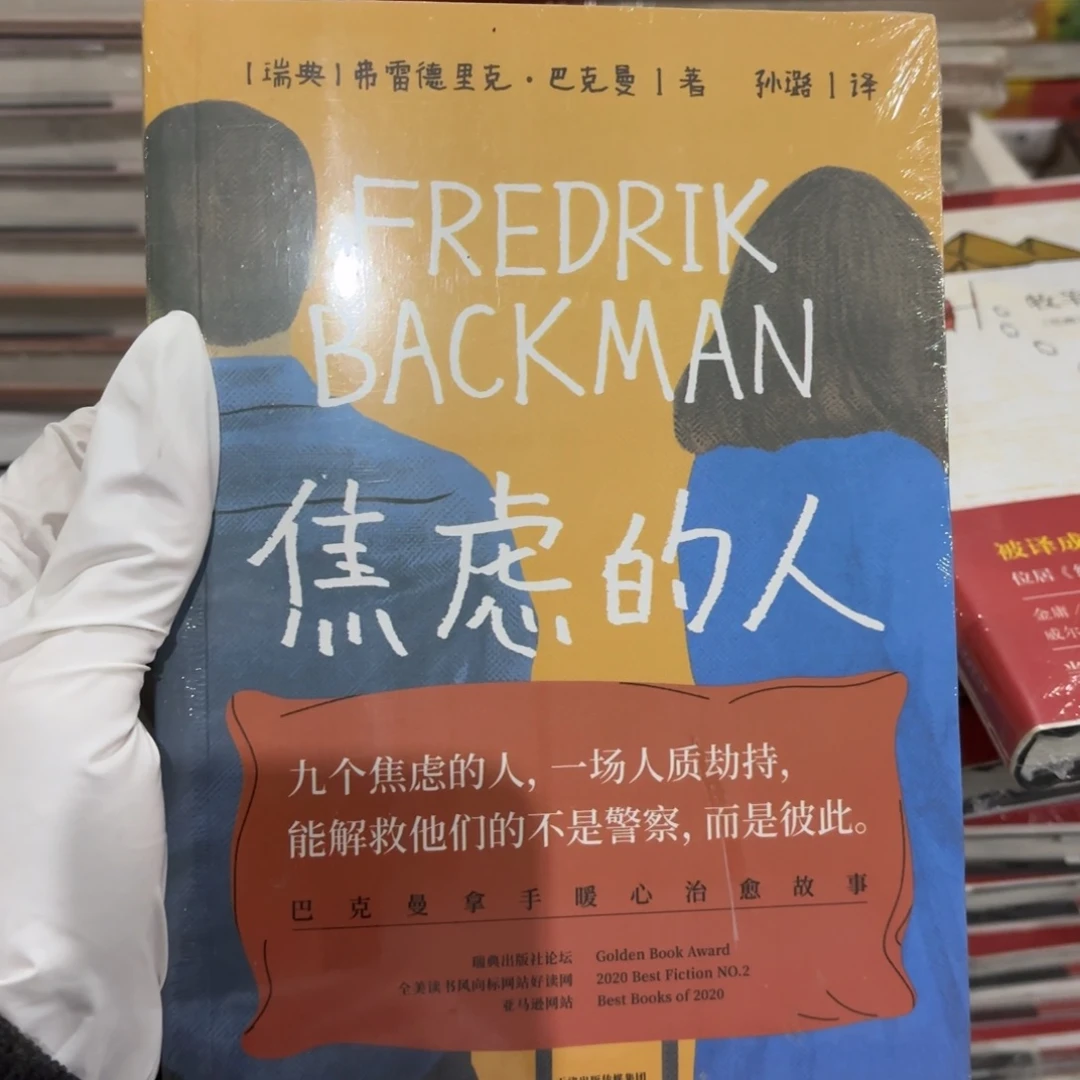 [瑞典] 弗雷德里克·巴克曼 | 著 孙璐 | 译
FREDRIK
BACKMAN
焦虑的人
九个焦虑的人，一场人质劫持，
能解救他们的不是警察，而是彼此。
巴克曼拿手暖心治愈故事
瑞典出版社论坛 Golden Book Award
全美读书风向标网站好读网 2020 Best Fiction NO.2
亚马逊网站 Best Books of 2020
被译成
位居
金庸